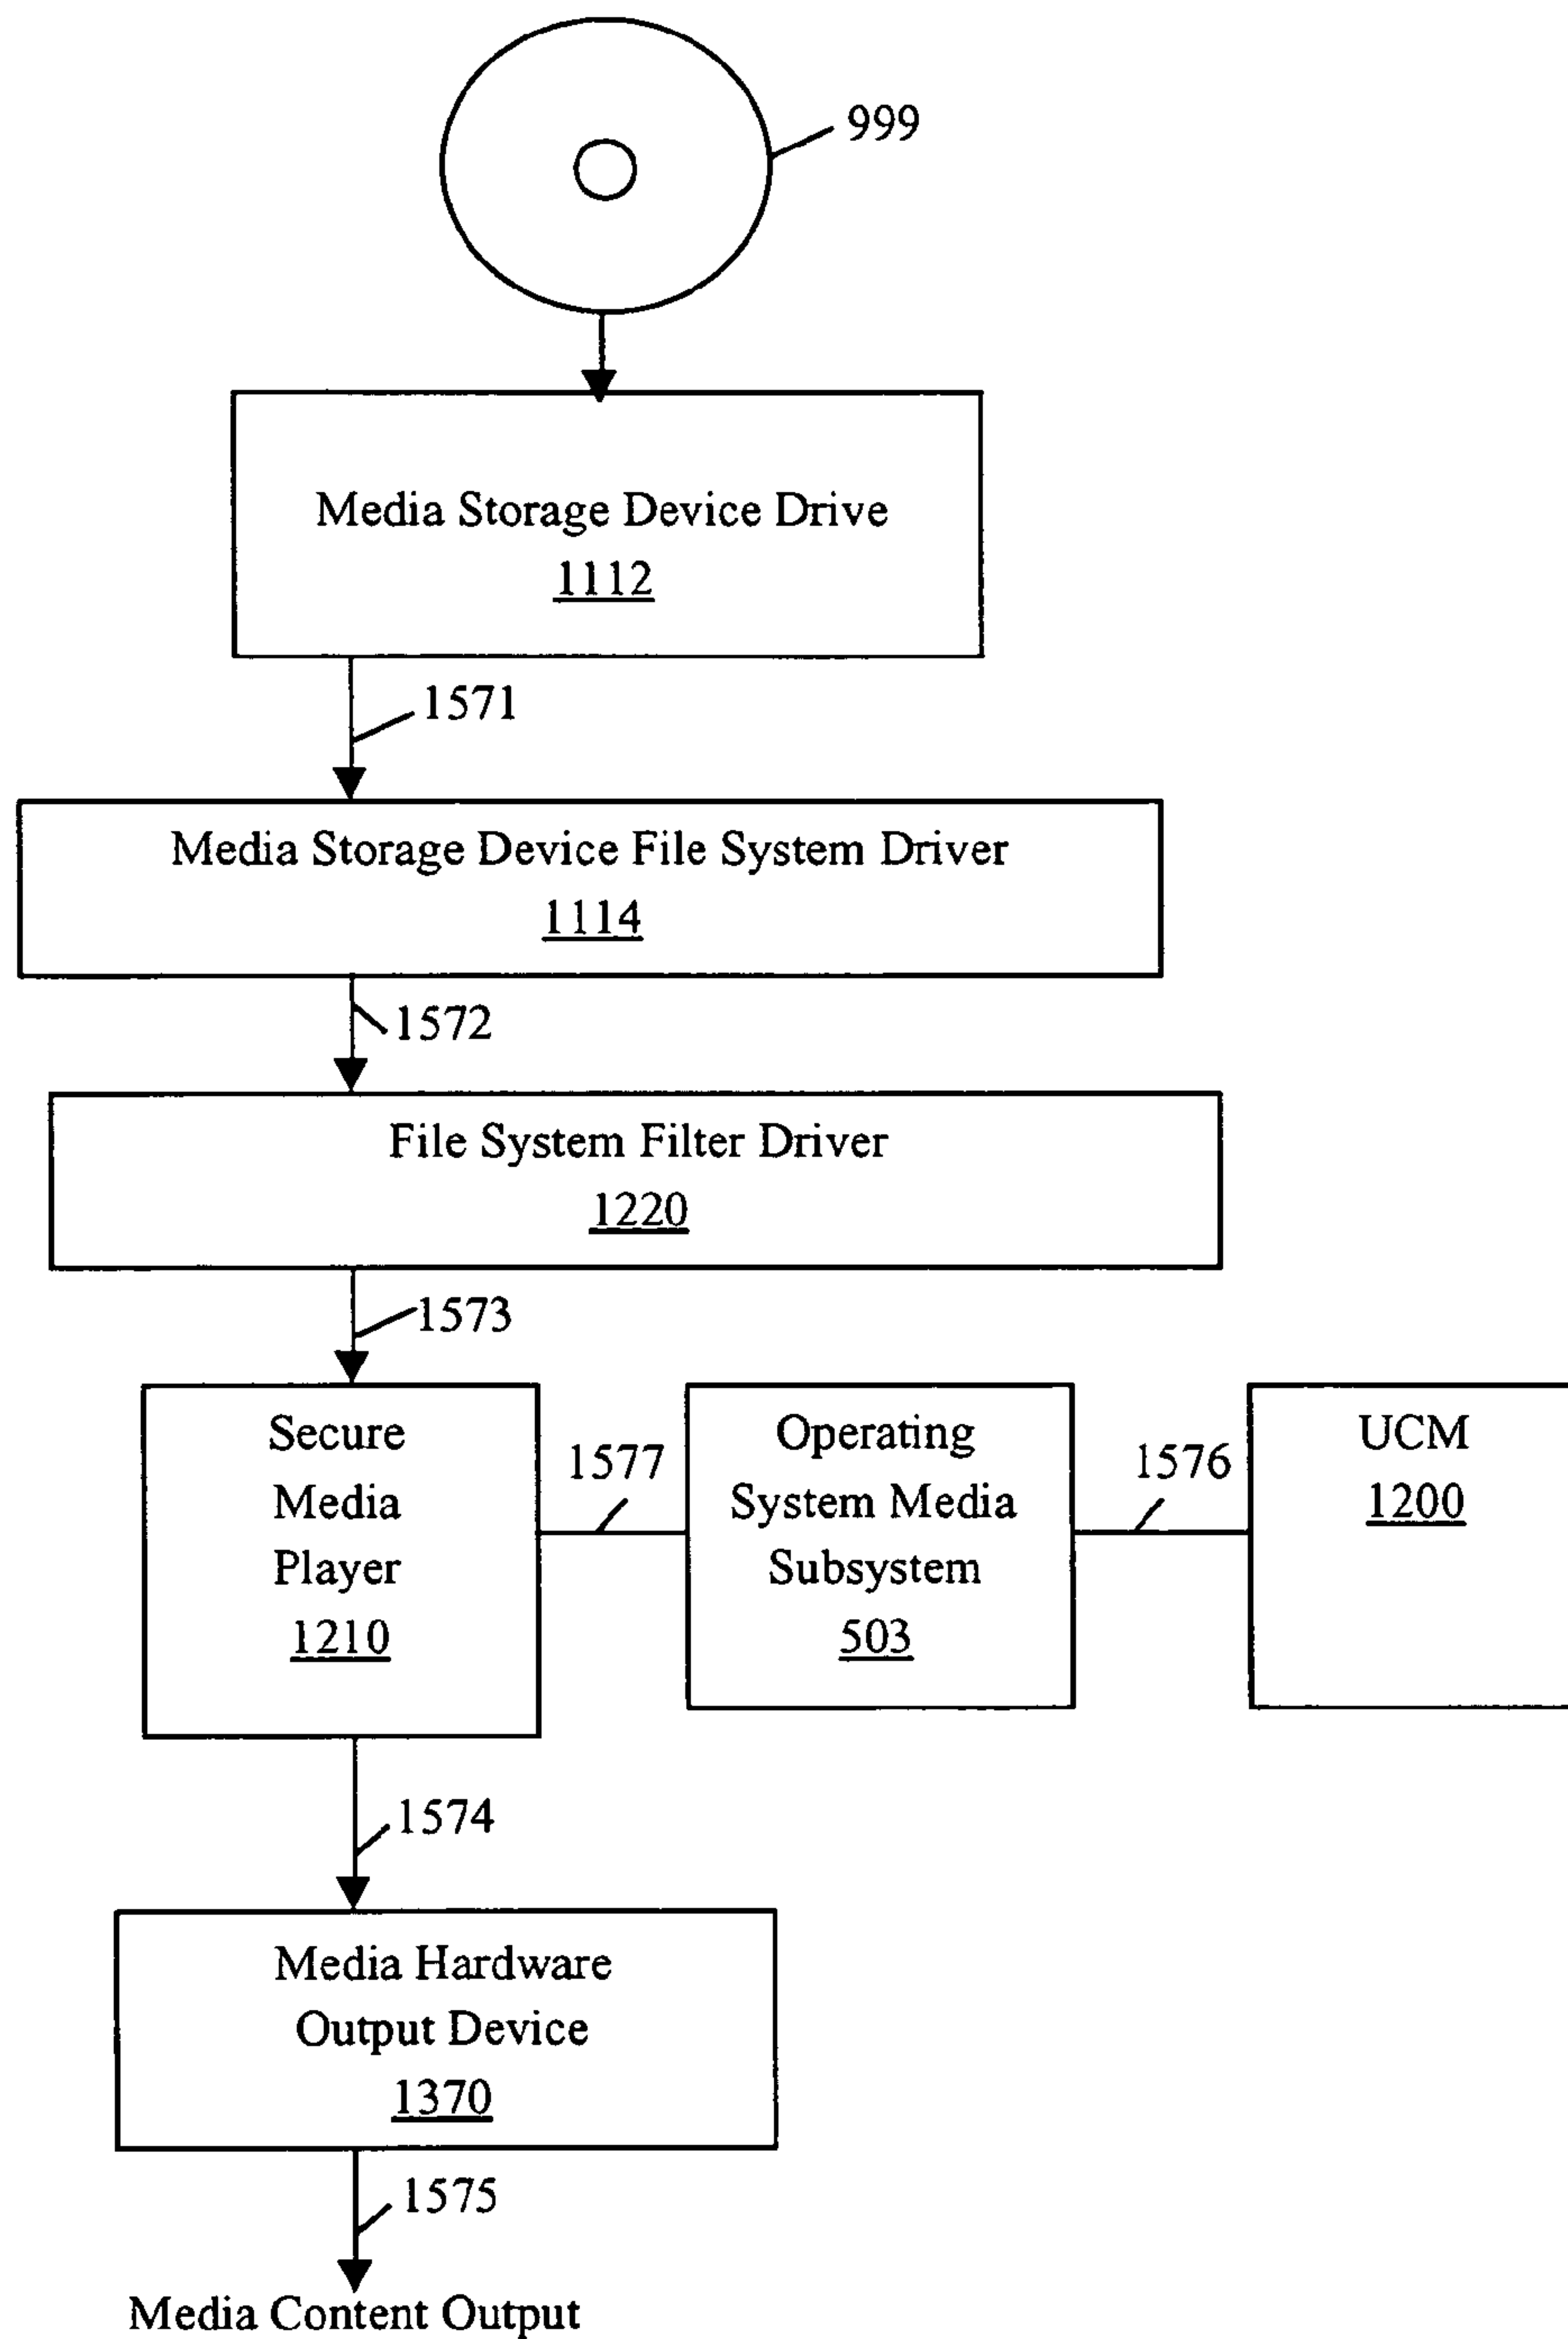 999
Media Storage Device Drive
1112
1571
Media Storage Device File System Driver
1114
1572
File System Filter Driver
1220
1573
Secure
Media
Player
1210
1577
Operating
System Media
Subsystem
503
1576
UCM
1200
1574
Media Hardware
Output Device
1370
1575
Media Content Output